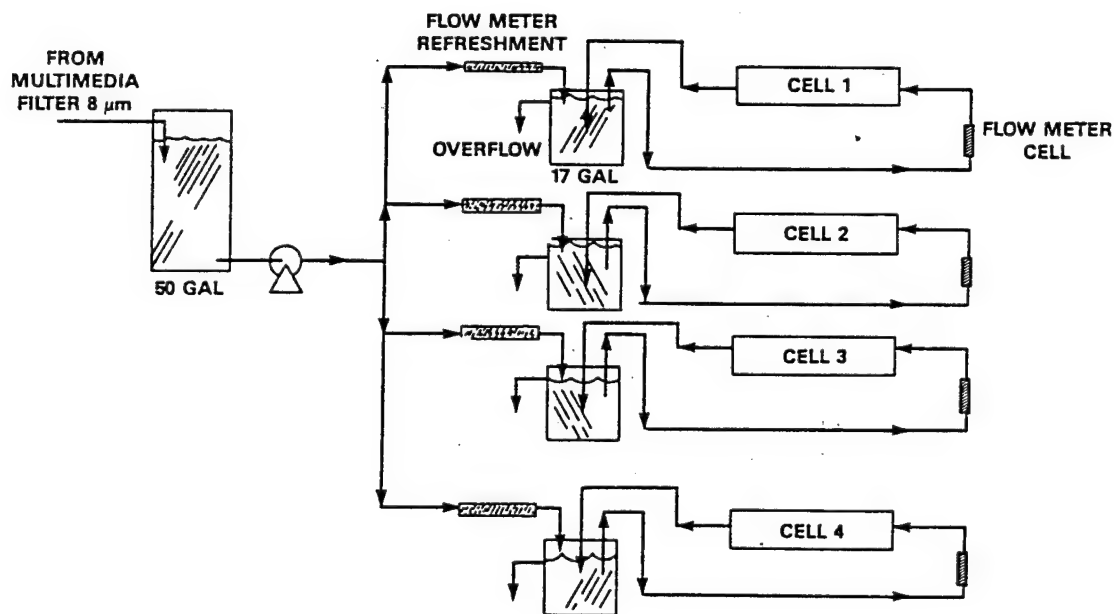 FLOW METER
REFRESHMENT
FROM
MULTIMEDIA
FILTER 8 μm
CELL 1
FLOW METER
CELL
OVERFLOW
17 GAL
CELL 2
50 GAL
CELL 3
CELL 4